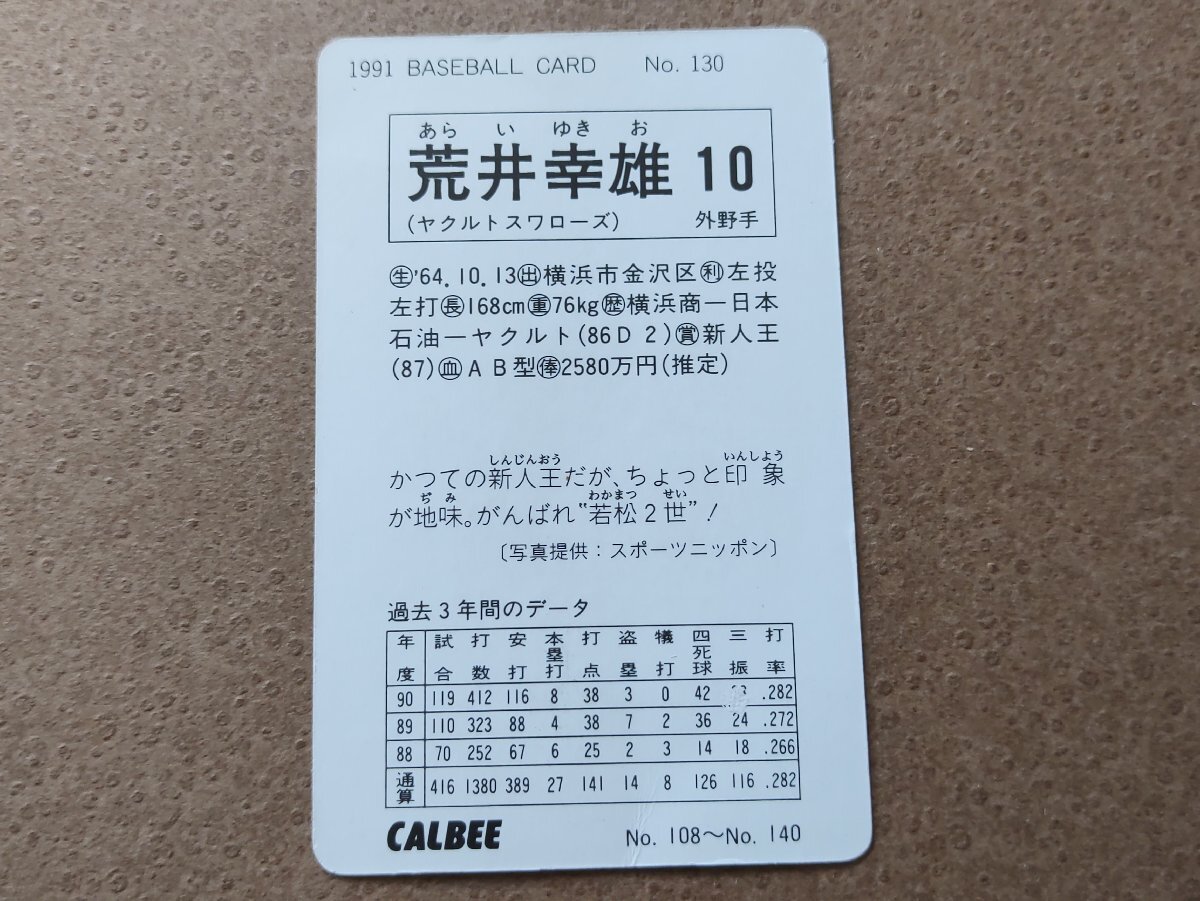 1991 BASEBALL CARD No. 130
あらいゆきお
荒井幸雄 10
(ヤクルトスワローズ) 外野手
㊤'64.10.13㊤横浜市金沢区㊤左投
左打㊤168cm㊤76kg㊤横浜商ー日本
石油ーヤクルト(86D2)㊤新人王
(87)㊤AB型㊤2580万円(推定)
しんじんおう いんしよう
かつての新人王だが、ちょっと印象
ぢみ わかまつ せい
が地味。がんばれ“若松2世”！
〔写真提供：スポーツニッポン〕
過去3年間のデータ
年度 試合 打数 安打 本塁打 打点 盗塁 犠打 四死球 三振 打率
90 119 412 116 8 38 3 0 42 .282
89 110 323 88 4 38 7 2 36 24 .272
88 70 252 67 6 25 2 3 14 18 .266
通算 416 1380 389 27 141 14 8 126 116 .282
CALBEE No. 108〜No. 140